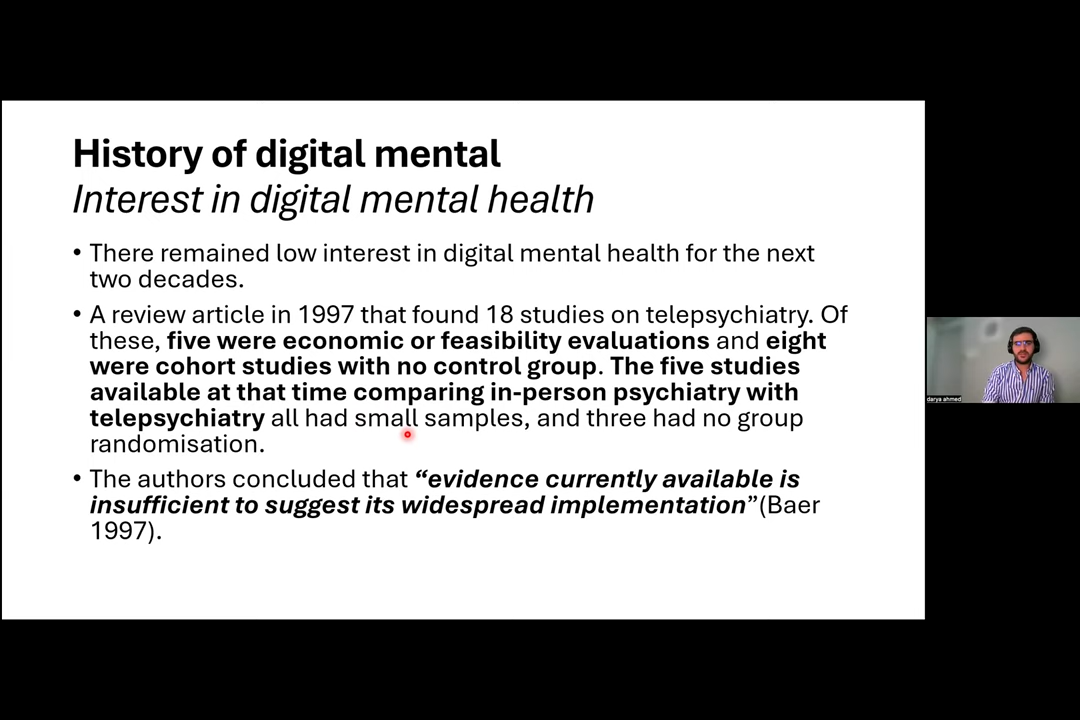 History of digital mental
Interest in digital mental health
• There remained low interest in digital mental health for the next
two decades.
• A review article in 1997 that found 18 studies on telepsychiatry. Of
these, five were economic or feasibility evaluations and eight
were cohort studies with no control group. The five studies
available at that time comparing in-person psychiatry with
telepsychiatry all had small samples, and three had no group
randomisation.
• The authors concluded that “evidence currently available is
insufficient to suggest its widespread implementation”(Baer
1997).
darya ahmed